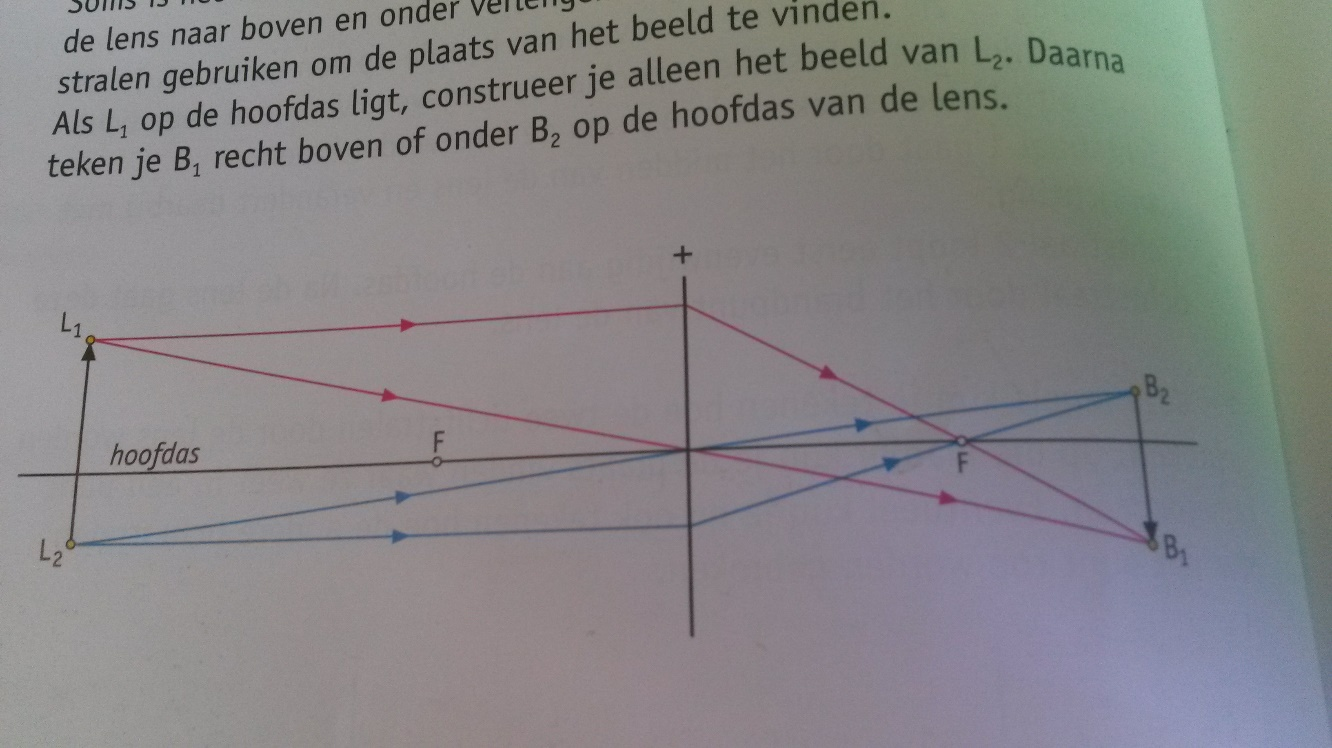 de lens naar boven en onder
stralen gebruiken om de plaats van het beeld te vinden.
Als L₁ op de hoofdas ligt, construeer je alleen het beeld van L₂. Daarna
teken je B₁ recht boven of onder B₂ op de hoofdas van de lens.
+
L₁
B₂
hoofdas
F
F
L₂
B₁